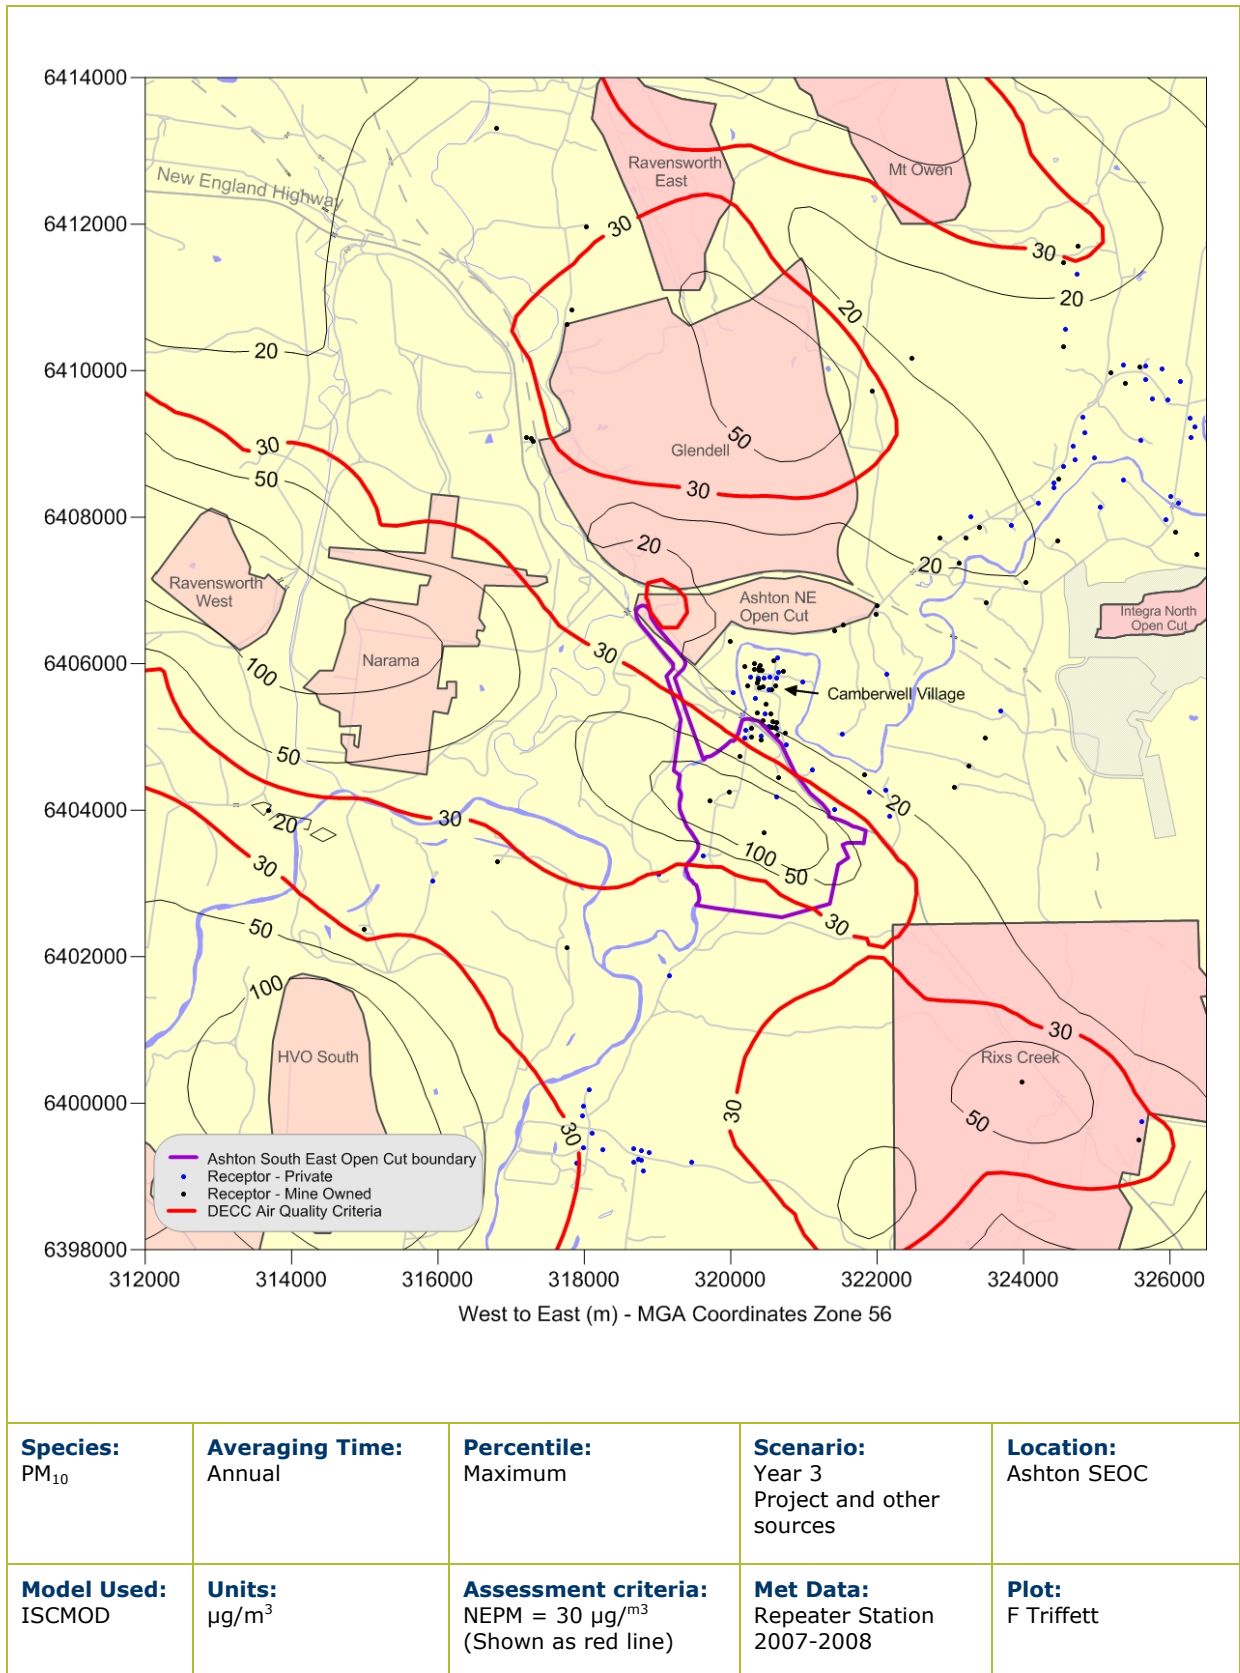 6414000
6412000
6410000
6408000
6406000
6404000
6402000
6400000
6398000
312000
314000
316000
318000
320000
322000
324000
326000
West to East (m) - MGA Coordinates Zone 56
New England Highway
Ravensworth
East
Mt Owen
30
30
20
20
20
50
Glendell
30
30
50
20
20
Ravensworth
West
Narama
Ashton NE
Open Cut
Integra North
Open Cut
100
30
Camberwell Village
50
20
30
20
30
100
50
30
50
100
HVO South
30
Rixs Creek
30
50
30
Ashton South East Open Cut boundary
Receptor - Private
Receptor - Mine Owned
DECC Air Quality Criteria
Species:
PM10
Averaging Time:
Annual
Percentile:
Maximum
Scenario:
Year 3
Project and other
sources
Location:
Ashton SEOC
Model Used:
ISCMOD
Units:
µg/m3
Assessment criteria:
NEPM = 30 µg/m3
(Shown as red line)
Met Data:
Repeater Station
2007-2008
Plot:
F Triffett